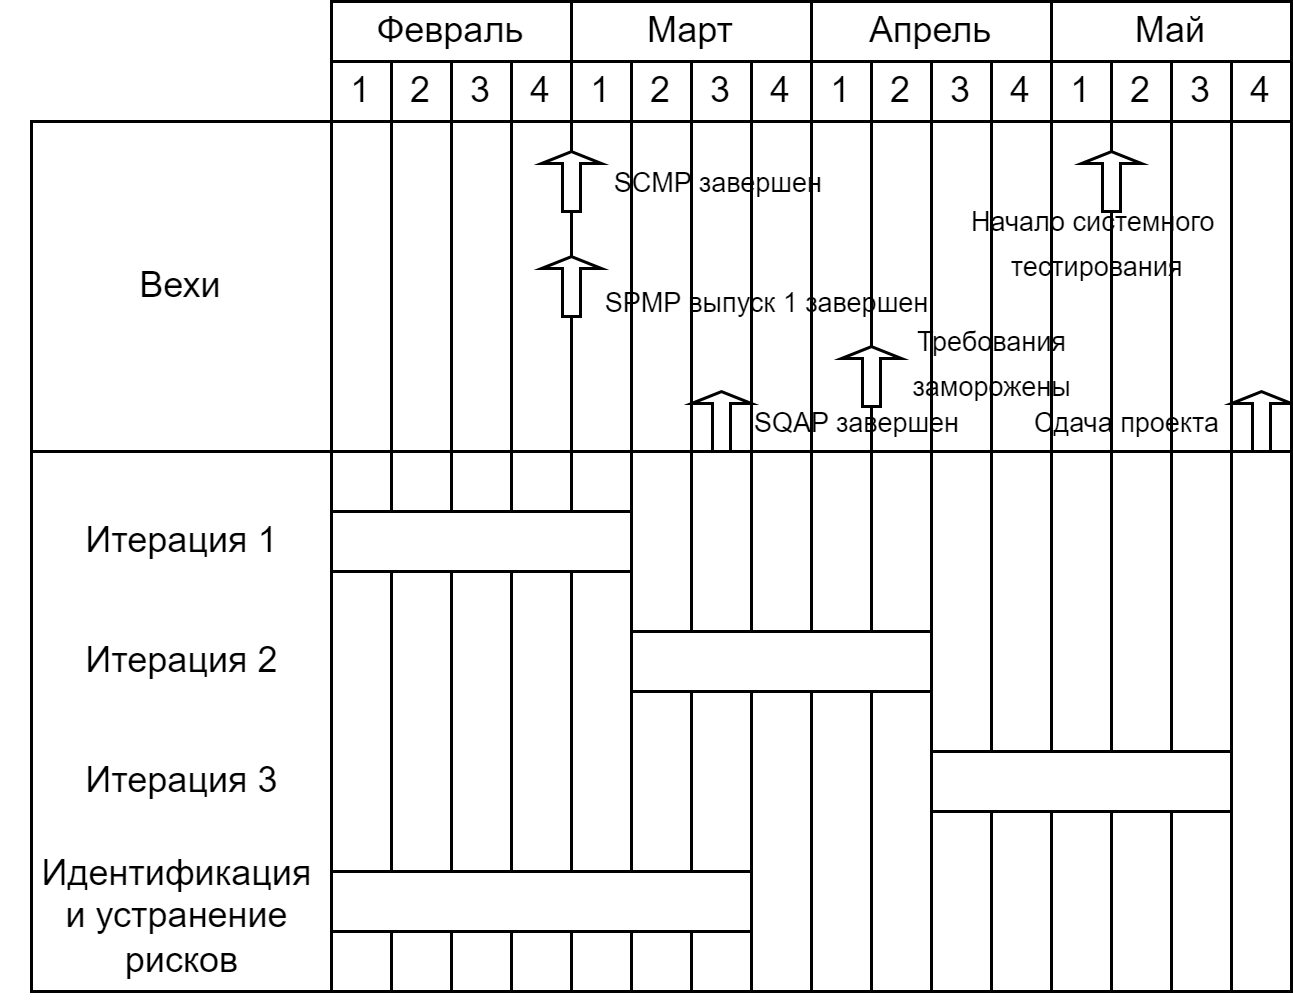 Февраль Март Апрель Май
1 2 3 4 1 2 3 4 1 2 3 4 1 2 3 4
Вехи
SCMP завершен
Начало системного
тестирования
SPMP выпуск 1 завершен
Требования
заморожены
SQAP завершен
Сдача проекта
Итерация 1
Итерация 2
Итерация 3
Идентификация
и устранение
рисков